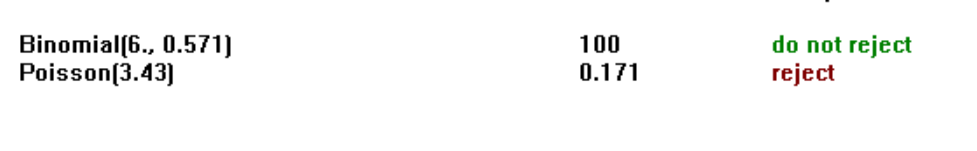 Binomial(6., 0.571) 100 do not reject
Poisson(3.43) 0.171 reject